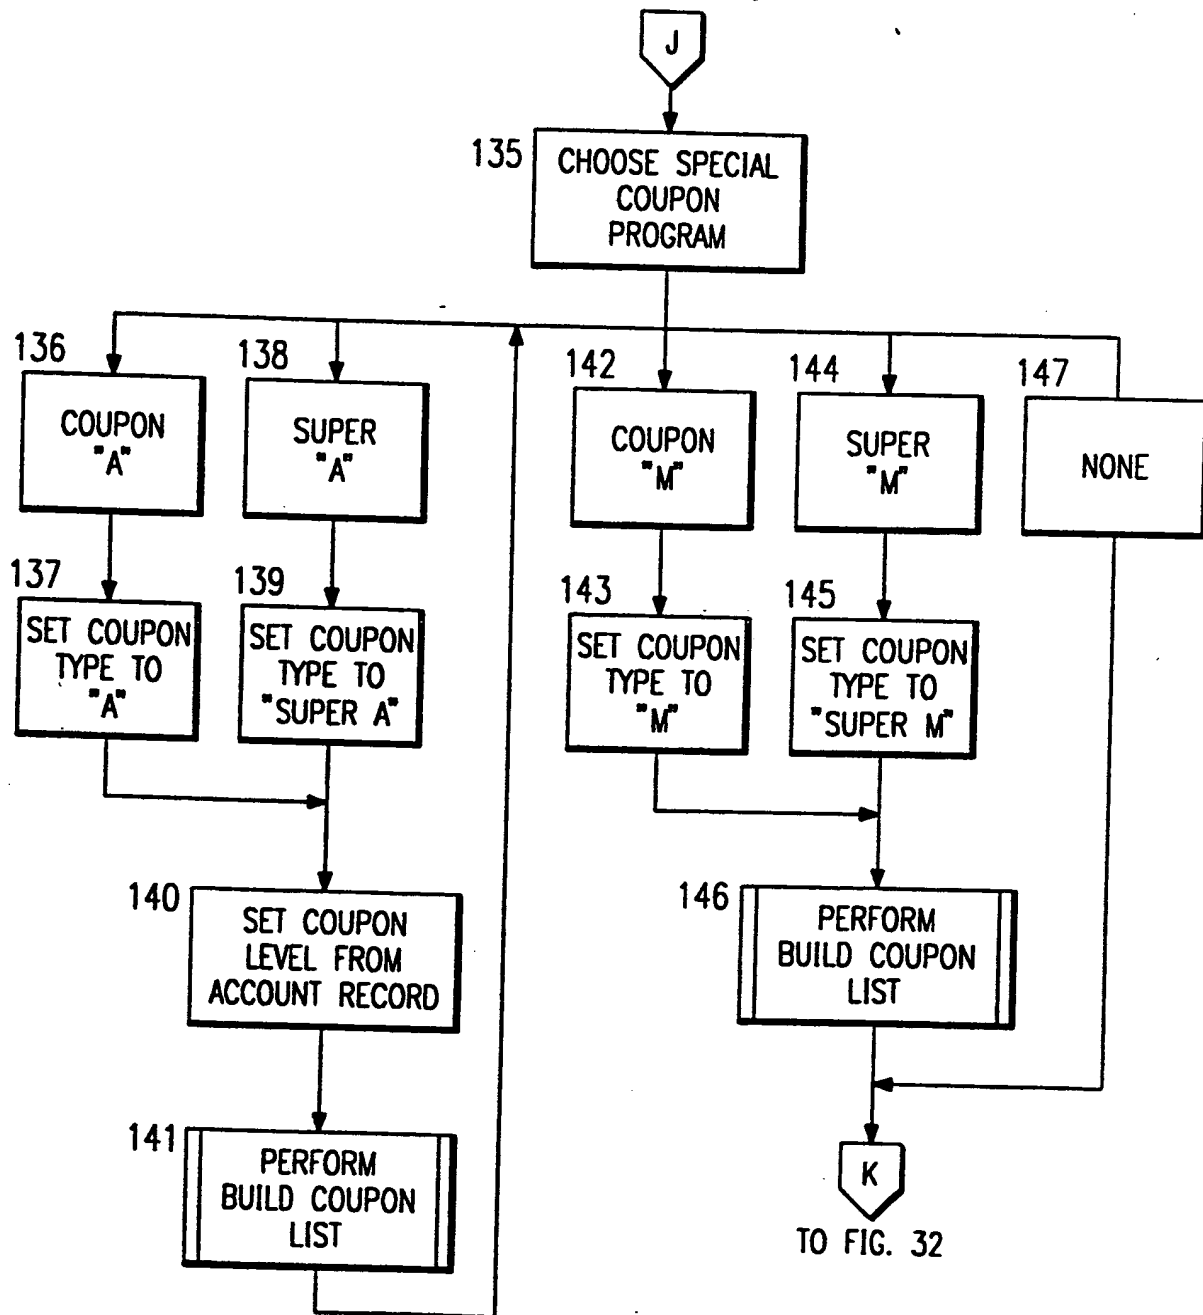 J
135
CHOOSE SPECIAL
COUPON
PROGRAM
136
COUPON
"A"
138
SUPER
"A"
142
COUPON
"M"
144
SUPER
"M"
147
NONE
137
SET COUPON
TYPE TO
"A"
139
SET COUPON
TYPE TO
"SUPER A"
143
SET COUPON
TYPE TO
"M"
145
SET COUPON
TYPE TO
"SUPER M"
140
SET COUPON
LEVEL FROM
ACCOUNT RECORD
146
PERFORM
BUILD COUPON
LIST
141
PERFORM
BUILD COUPON
LIST
K
TO FIG. 32